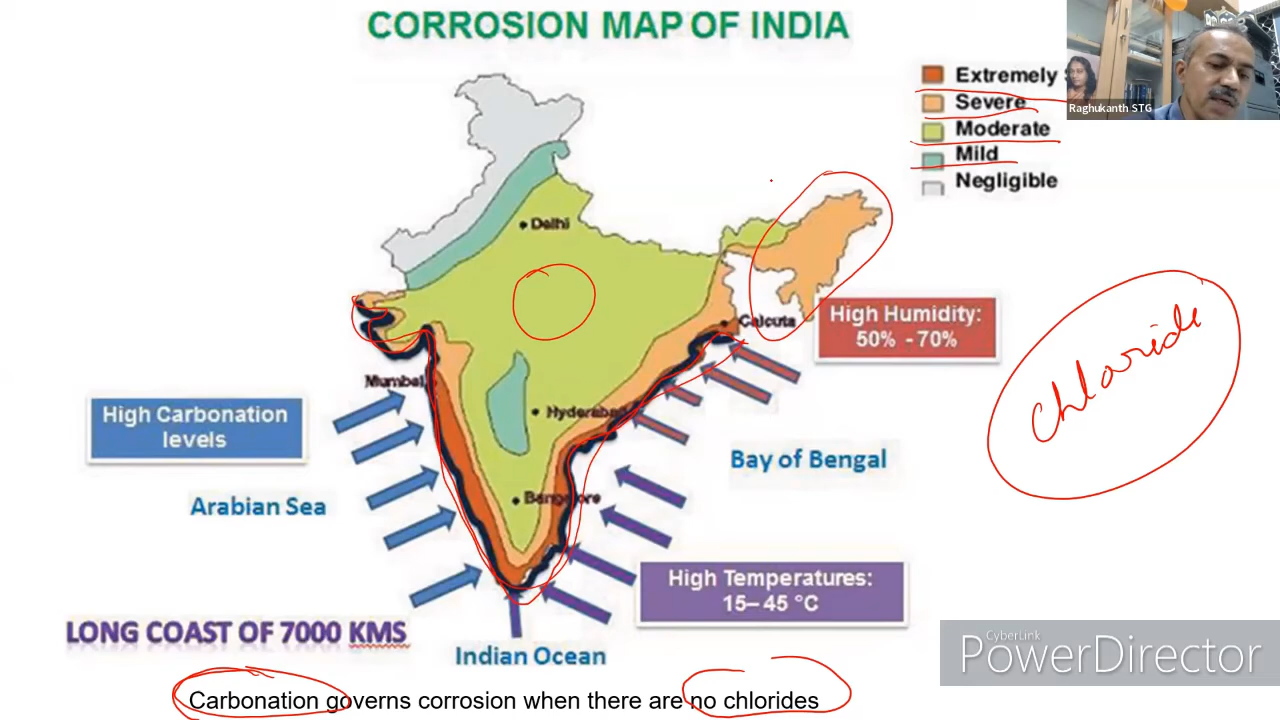 CORROSION MAP OF INDIA
Extremely
Severe
Moderate
Mild
Negligible
Raghukanth STG
Delhi
Calcuta
High Humidity:
50% - 70%
chloride
Mumbai
Hyderabad
High Carbonation
levels
Bay of Bengal
Arabian Sea
Bangalore
High Temperatures:
15– 45 °C
LONG COAST OF 7000 KMS
Indian Ocean
CyberLink
PowerDirector
Carbonation governs corrosion when there are no chlorides